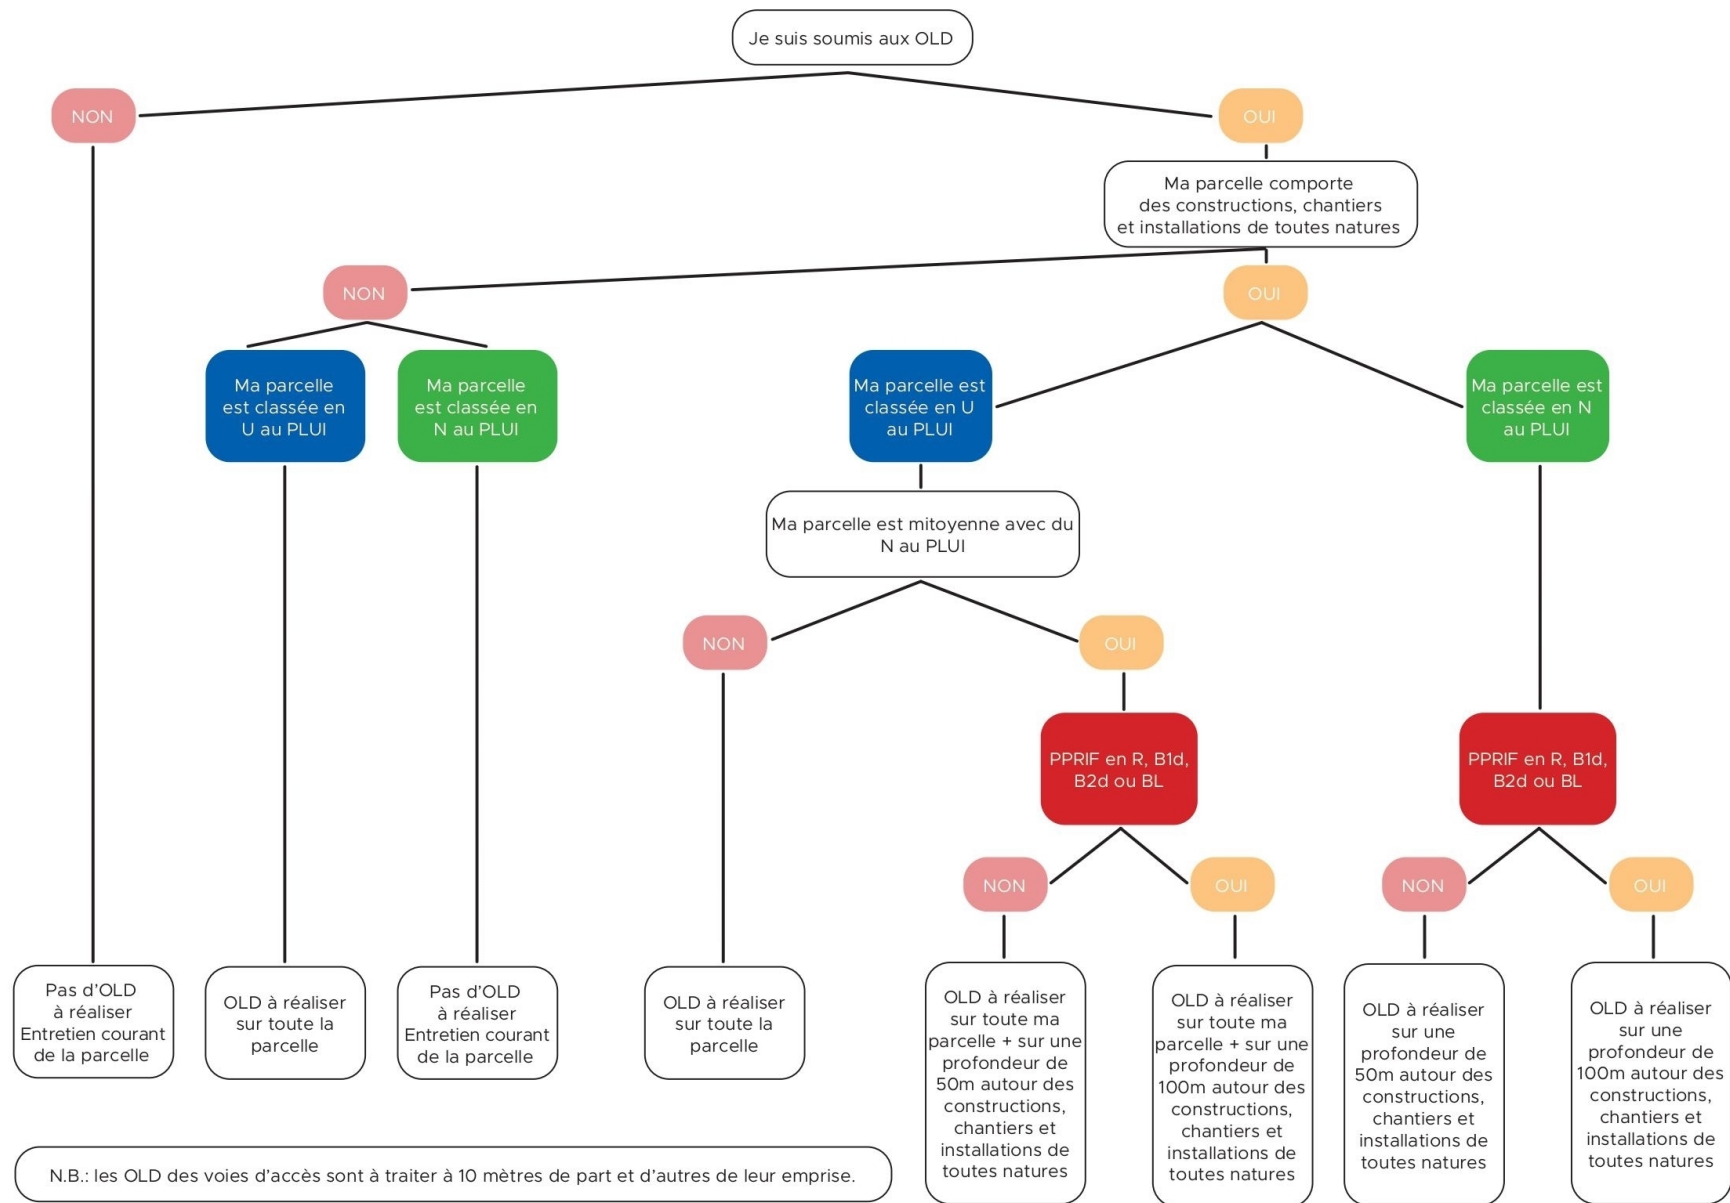 Je suis soumis aux OLD
NON
OUI
Ma parcelle comporte
des constructions, chantiers
et installations de toutes natures
NON
OUI
Ma parcelle
est classée en
U au PLUI
Ma parcelle
est classée en
N au PLUI
Ma parcelle est
classée en U
au PLUI
Ma parcelle est
classée en N
au PLUI
Ma parcelle est mitoyenne avec du
N au PLUI
NON
OUI
PPRIF en R, B1d,
B2d ou BL
PPRIF en R, B1d,
B2d ou BL
NON
OUI
NON
OUI
Pas d'OLD
à réaliser
Entretien courant
de la parcelle
OLD à réaliser
sur toute la
parcelle
Pas d'OLD
à réaliser
Entretien courant
de la parcelle
OLD à réaliser
sur toute la
parcelle
OLD à réaliser
sur toute ma
parcelle + sur une
profondeur de
50m autour des
constructions,
chantiers et
installations de
toutes natures
OLD à réaliser
sur toute ma
parcelle + sur une
profondeur de
100m autour des
constructions,
chantiers et
installations de
toutes natures
OLD à réaliser
sur une
profondeur de
50m autour des
constructions,
chantiers et
installations de
toutes natures
OLD à réaliser
sur une
profondeur de
100m autour des
constructions,
chantiers et
installations de
toutes natures
N.B.: les OLD des voies d'accès sont à traiter à 10 mètres de part et d'autres de leur emprise.